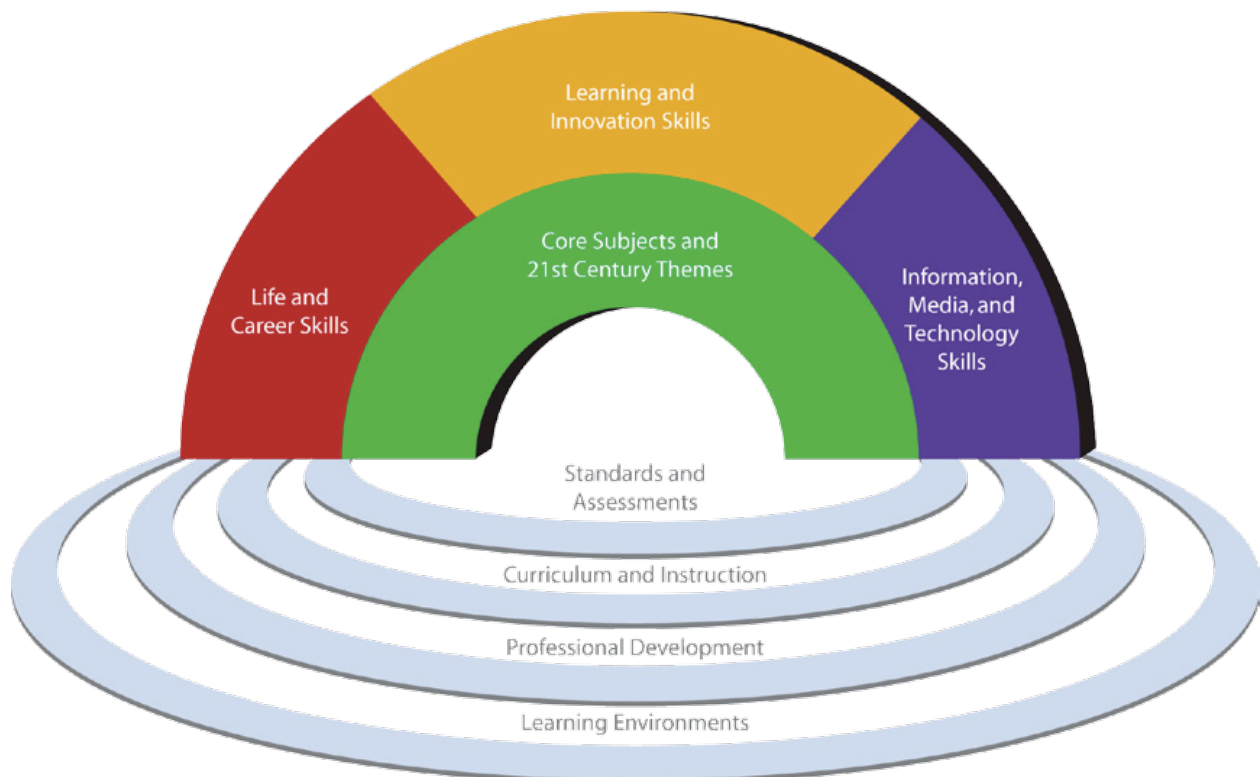 Learning and
Innovation Skills
Core Subjects and
21st Century Themes
Life and
Career Skills
Information,
Media, and
Technology
Skills
Standards and
Assessments
Curriculum and Instruction
Professional Development
Learning Environments